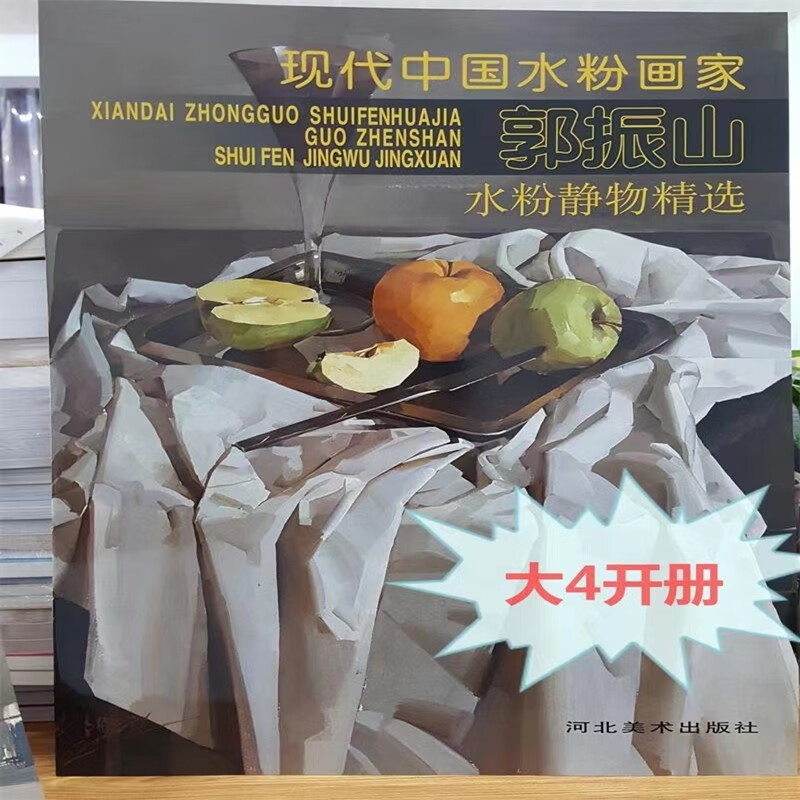 现代中国水粉画家
XIANDAI ZHONGGUO SHUIFENHUAJIA
GUO ZHENSHAN
SHUI FEN JINGWU JINGXUAN
郭振山
水粉静物精选
大4开册
河北美术出版社